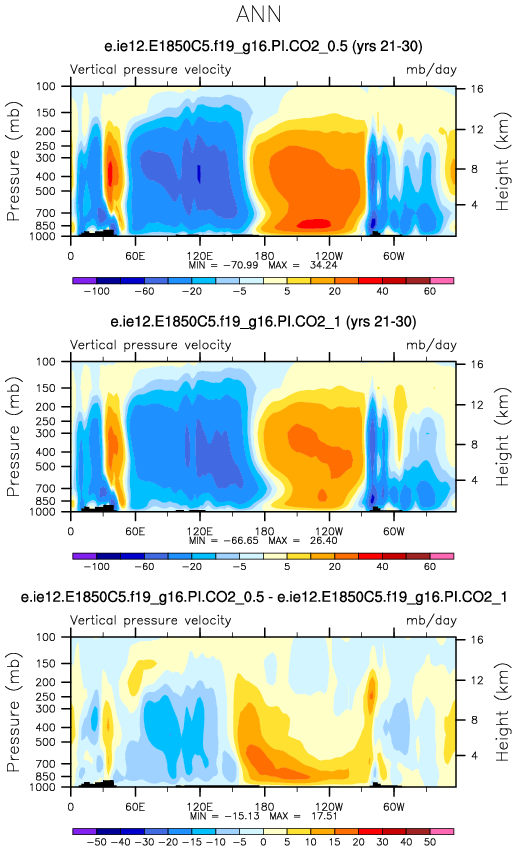 ANN
e.ie12.E1850C5.f19_g16.PI.CO2_0.5 (yrs 21-30)
Vertical pressure velocity mb/day
Pressure (mb)
100
150
200
250
300
400
500
700
850
1000
Height (km)
16
12
8
4
0 60E 120E 180 120W 60W
MIN = -70.99 MAX = 34.24
-100 -60 -20 -5 5 20 40 60
e.ie12.E1850C5.f19_g16.PI.CO2_1 (yrs 21-30)
Vertical pressure velocity mb/day
Pressure (mb)
100
150
200
250
300
400
500
700
850
1000
Height (km)
16
12
8
4
0 60E 120E 180 120W 60W
MIN = -66.65 MAX = 26.40
-100 -60 -20 -5 5 20 40 60
e.ie12.E1850C5.f19_g16.PI.CO2_0.5 - e.ie12.E1850C5.f19_g16.PI.CO2_1
Vertical pressure velocity mb/day
Pressure (mb)
100
150
200
250
300
400
500
700
850
1000
Height (km)
16
12
8
4
0 60E 120E 180 120W 60W
MIN = -15.13 MAX = 17.51
-50 -40 -30 -20 -15 -10 -5 0 5 10 15 20 30 40 50